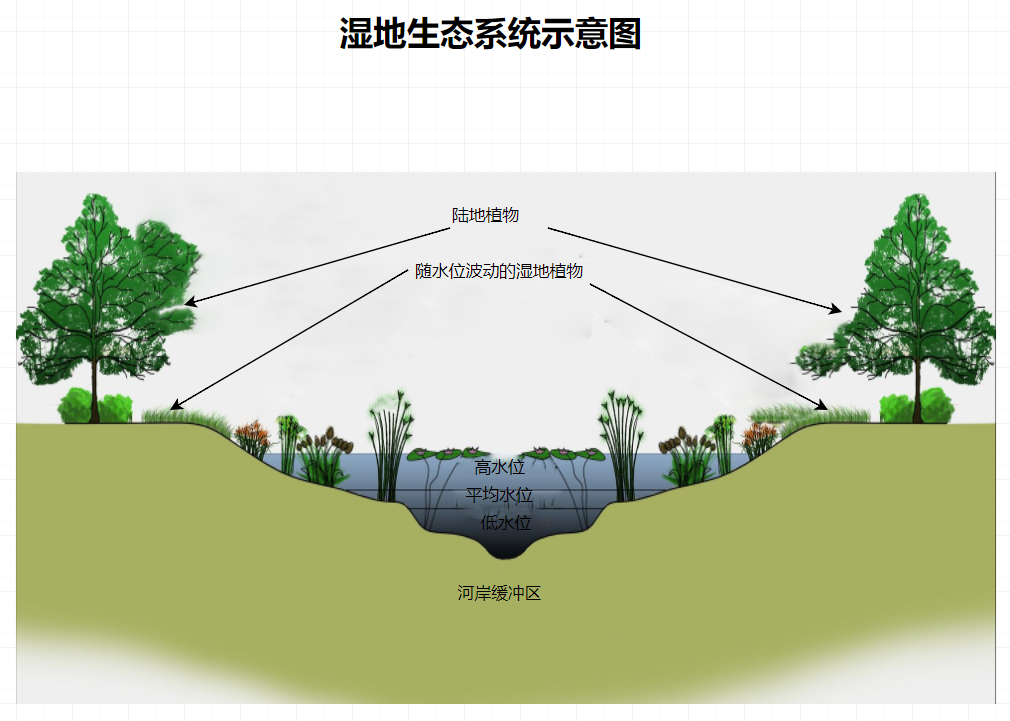 湿地生态系统示意图
陆地植物
随水位波动的湿地植物
高水位
平均水位
低水位
河岸缓冲区